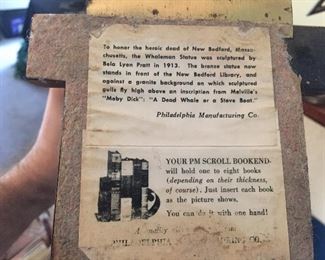 To honor the heroic dead of New Bedford, Massa-
chusetts, the Whaleman Statue was sculptured by
Bela Lyon Pratt in 1913. The bronze statue now
stands in front of the New Bedford Library, and
against a granite background on which sculptured
gulls fly high above an inscription from Melville's
"Moby Dick": "A Dead Whale or a Stove Boat."
Philadelphia Manufacturing Co.
YOUR PM SCROLL BOOKEND
will hold one to eight books
(depending on their thickness,
of course). Just insert each book
as the picture shows.
You can do it with one hand!
PHILADELPHIA CO.